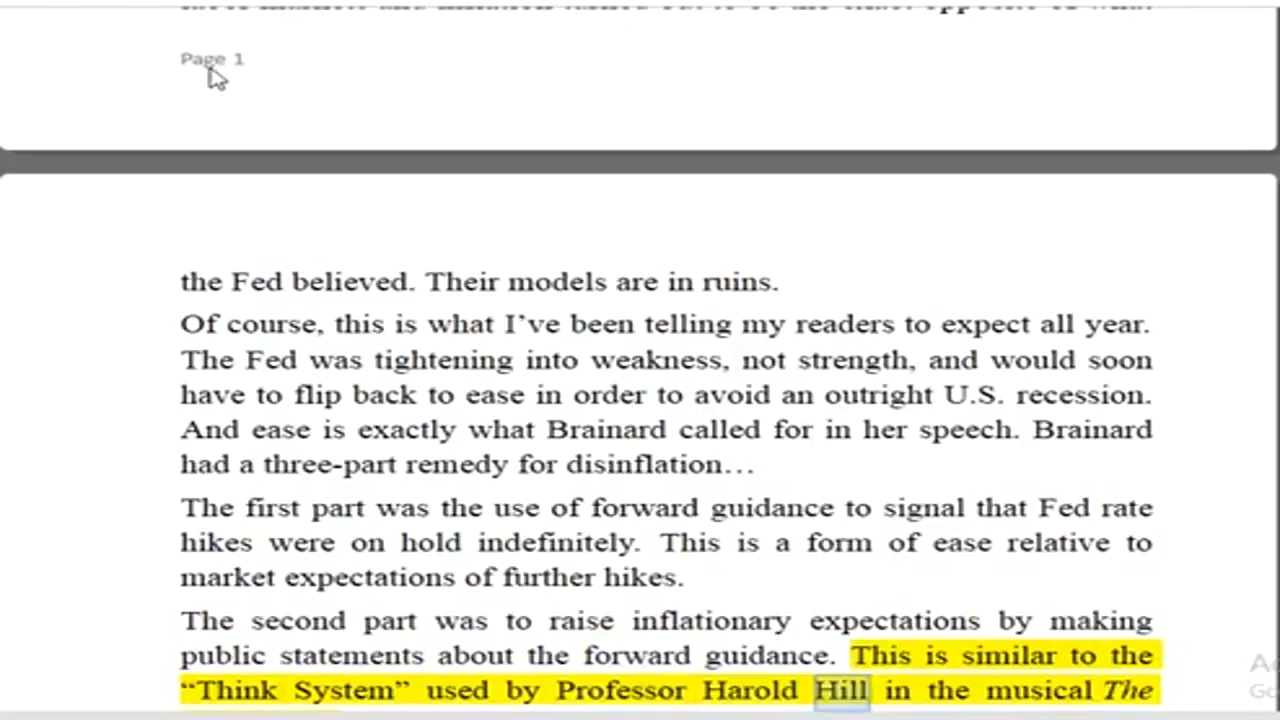 Page 1
the Fed believed. Their models are in ruins.
Of course, this is what I’ve been telling my readers to expect all year.
The Fed was tightening into weakness, not strength, and would soon
have to flip back to ease in order to avoid an outright U.S. recession.
And ease is exactly what Brainard called for in her speech. Brainard
had a three-part remedy for disinflation…
The first part was the use of forward guidance to signal that Fed rate
hikes were on hold indefinitely. This is a form of ease relative to
market expectations of further hikes.
The second part was to raise inflationary expectations by making
public statements about the forward guidance. This is similar to the
“Think System” used by Professor Harold Hill in the musical The